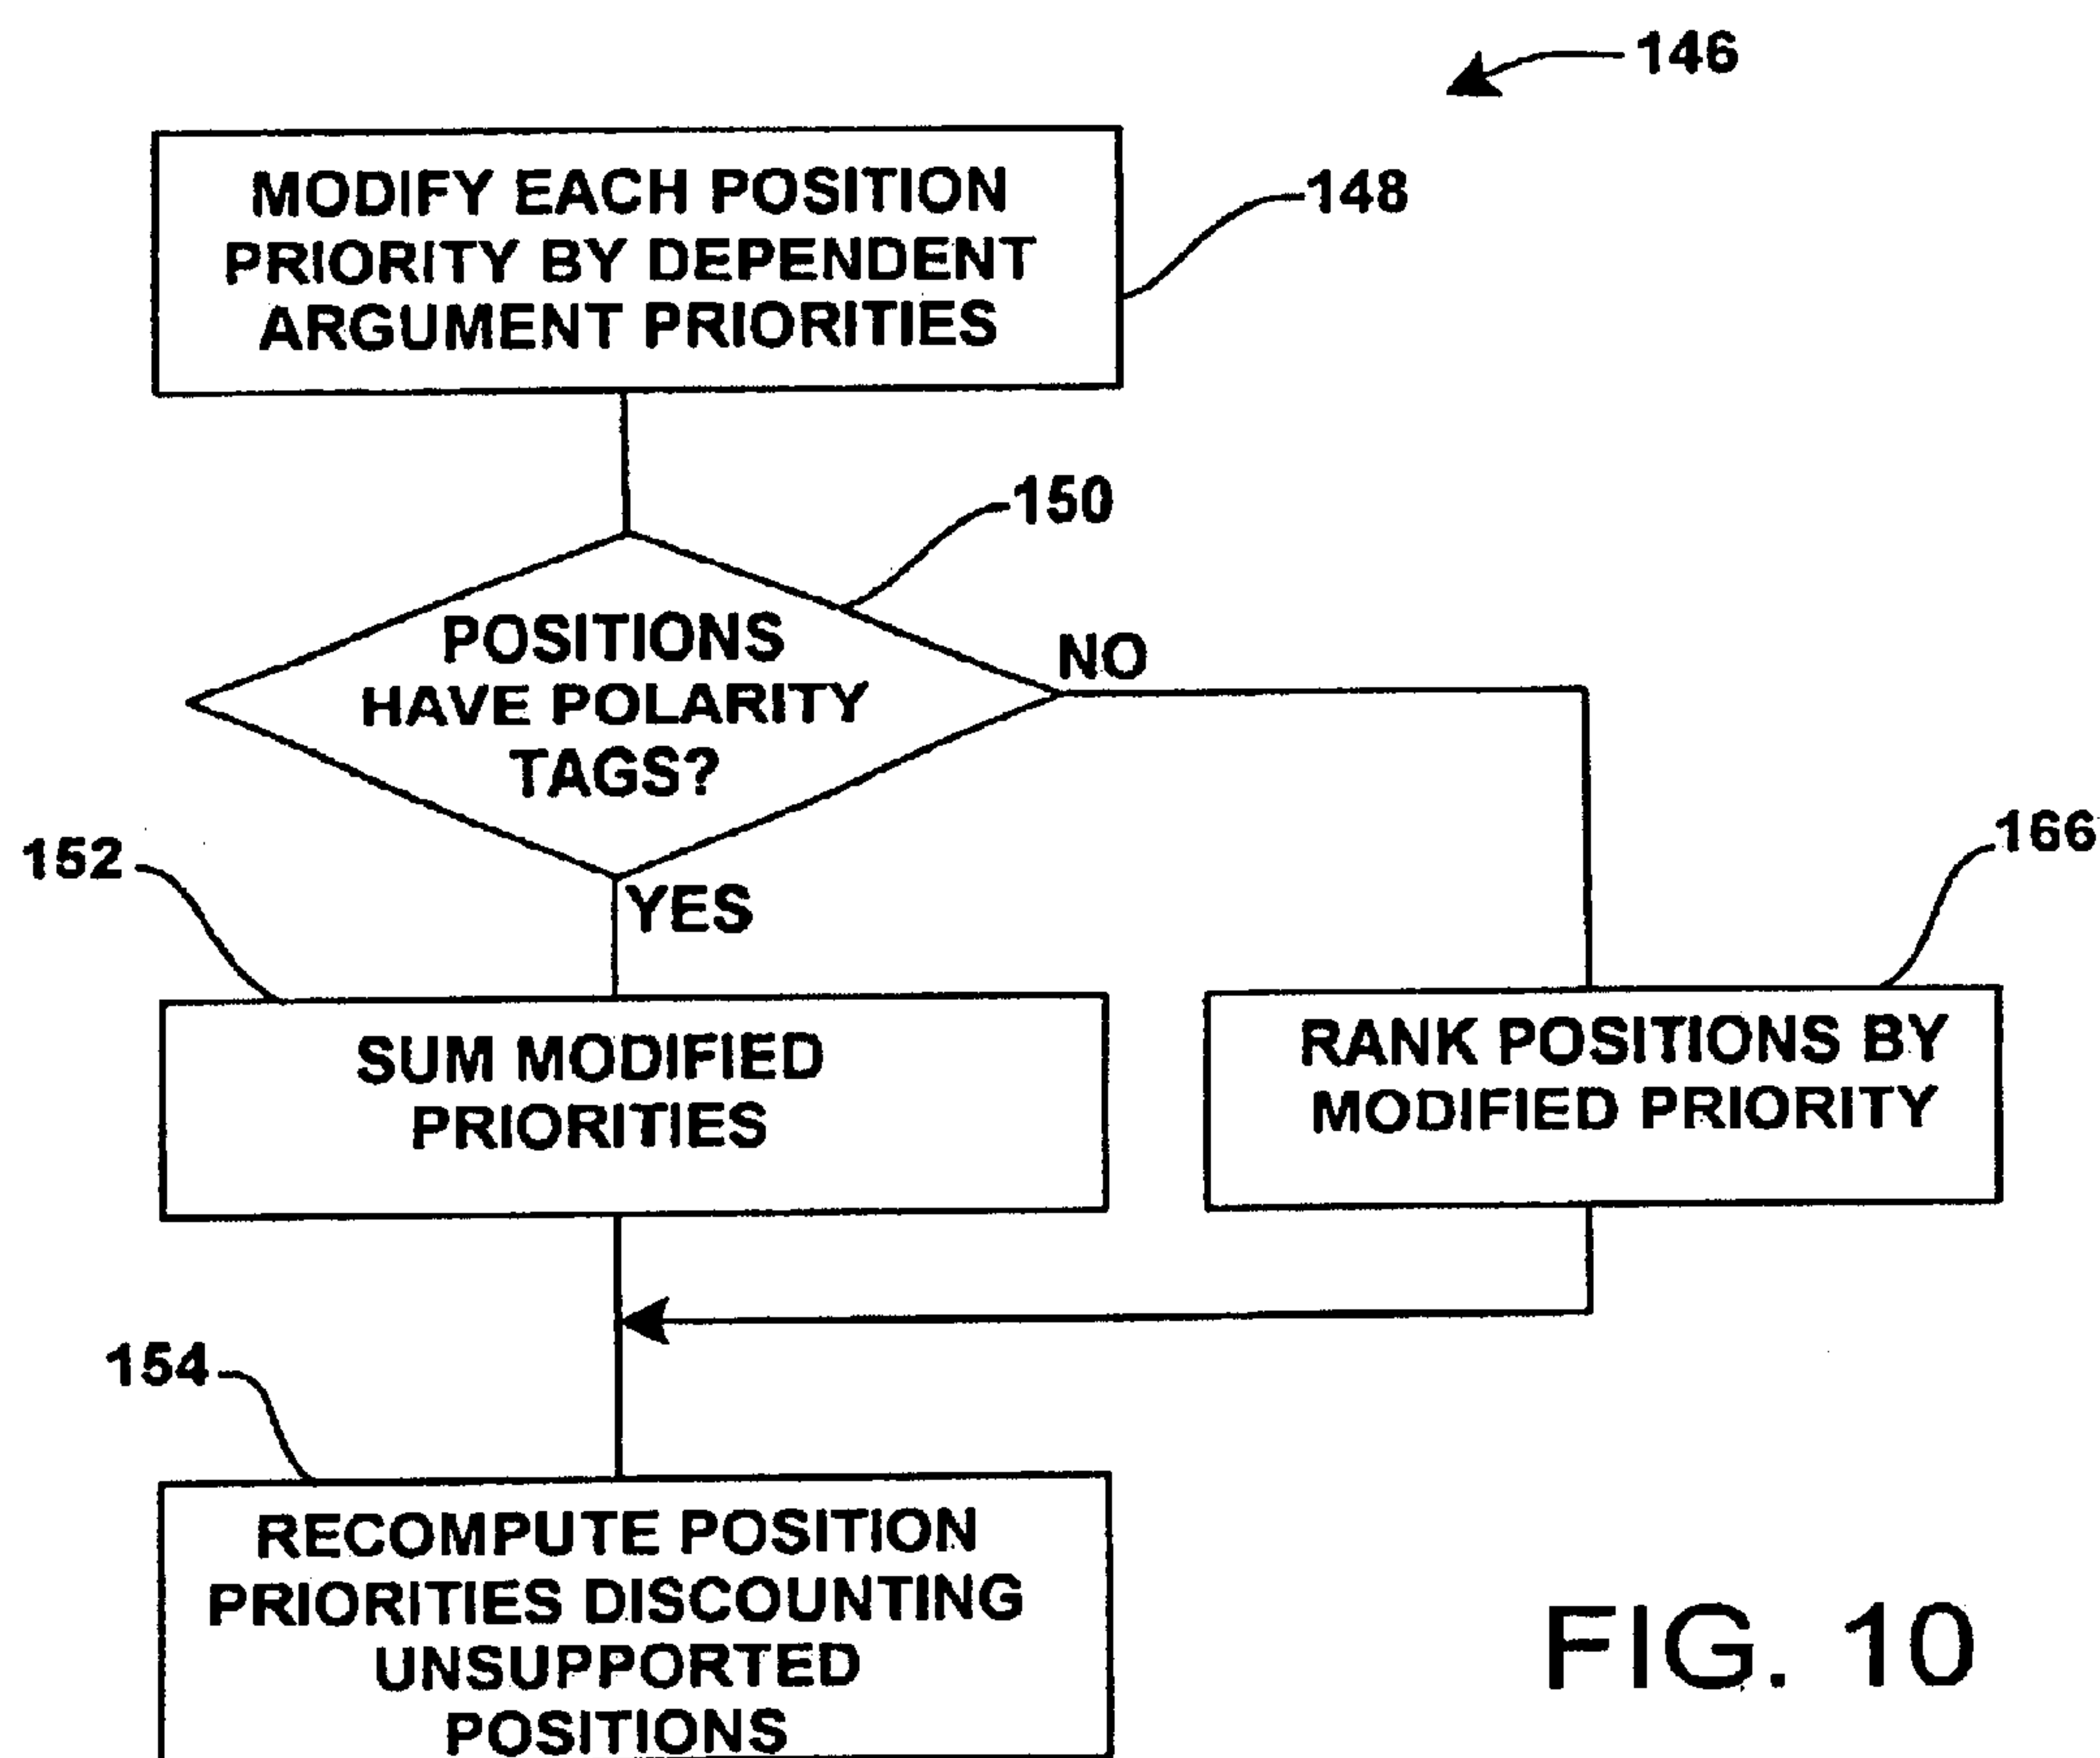 146
MODIFY EACH POSITION
PRIORITY BY DEPENDENT
ARGUMENT PRIORITIES
148
150
POSITIONS
HAVE POLARITY
TAGS?
NO
YES
152
SUM MODIFIED
PRIORITIES
166
RANK POSITIONS BY
MODIFIED PRIORITY
154
RECOMPUTE POSITION
PRIORITIES DISCOUNTING
UNSUPPORTED
POSITIONS
FIG. 10